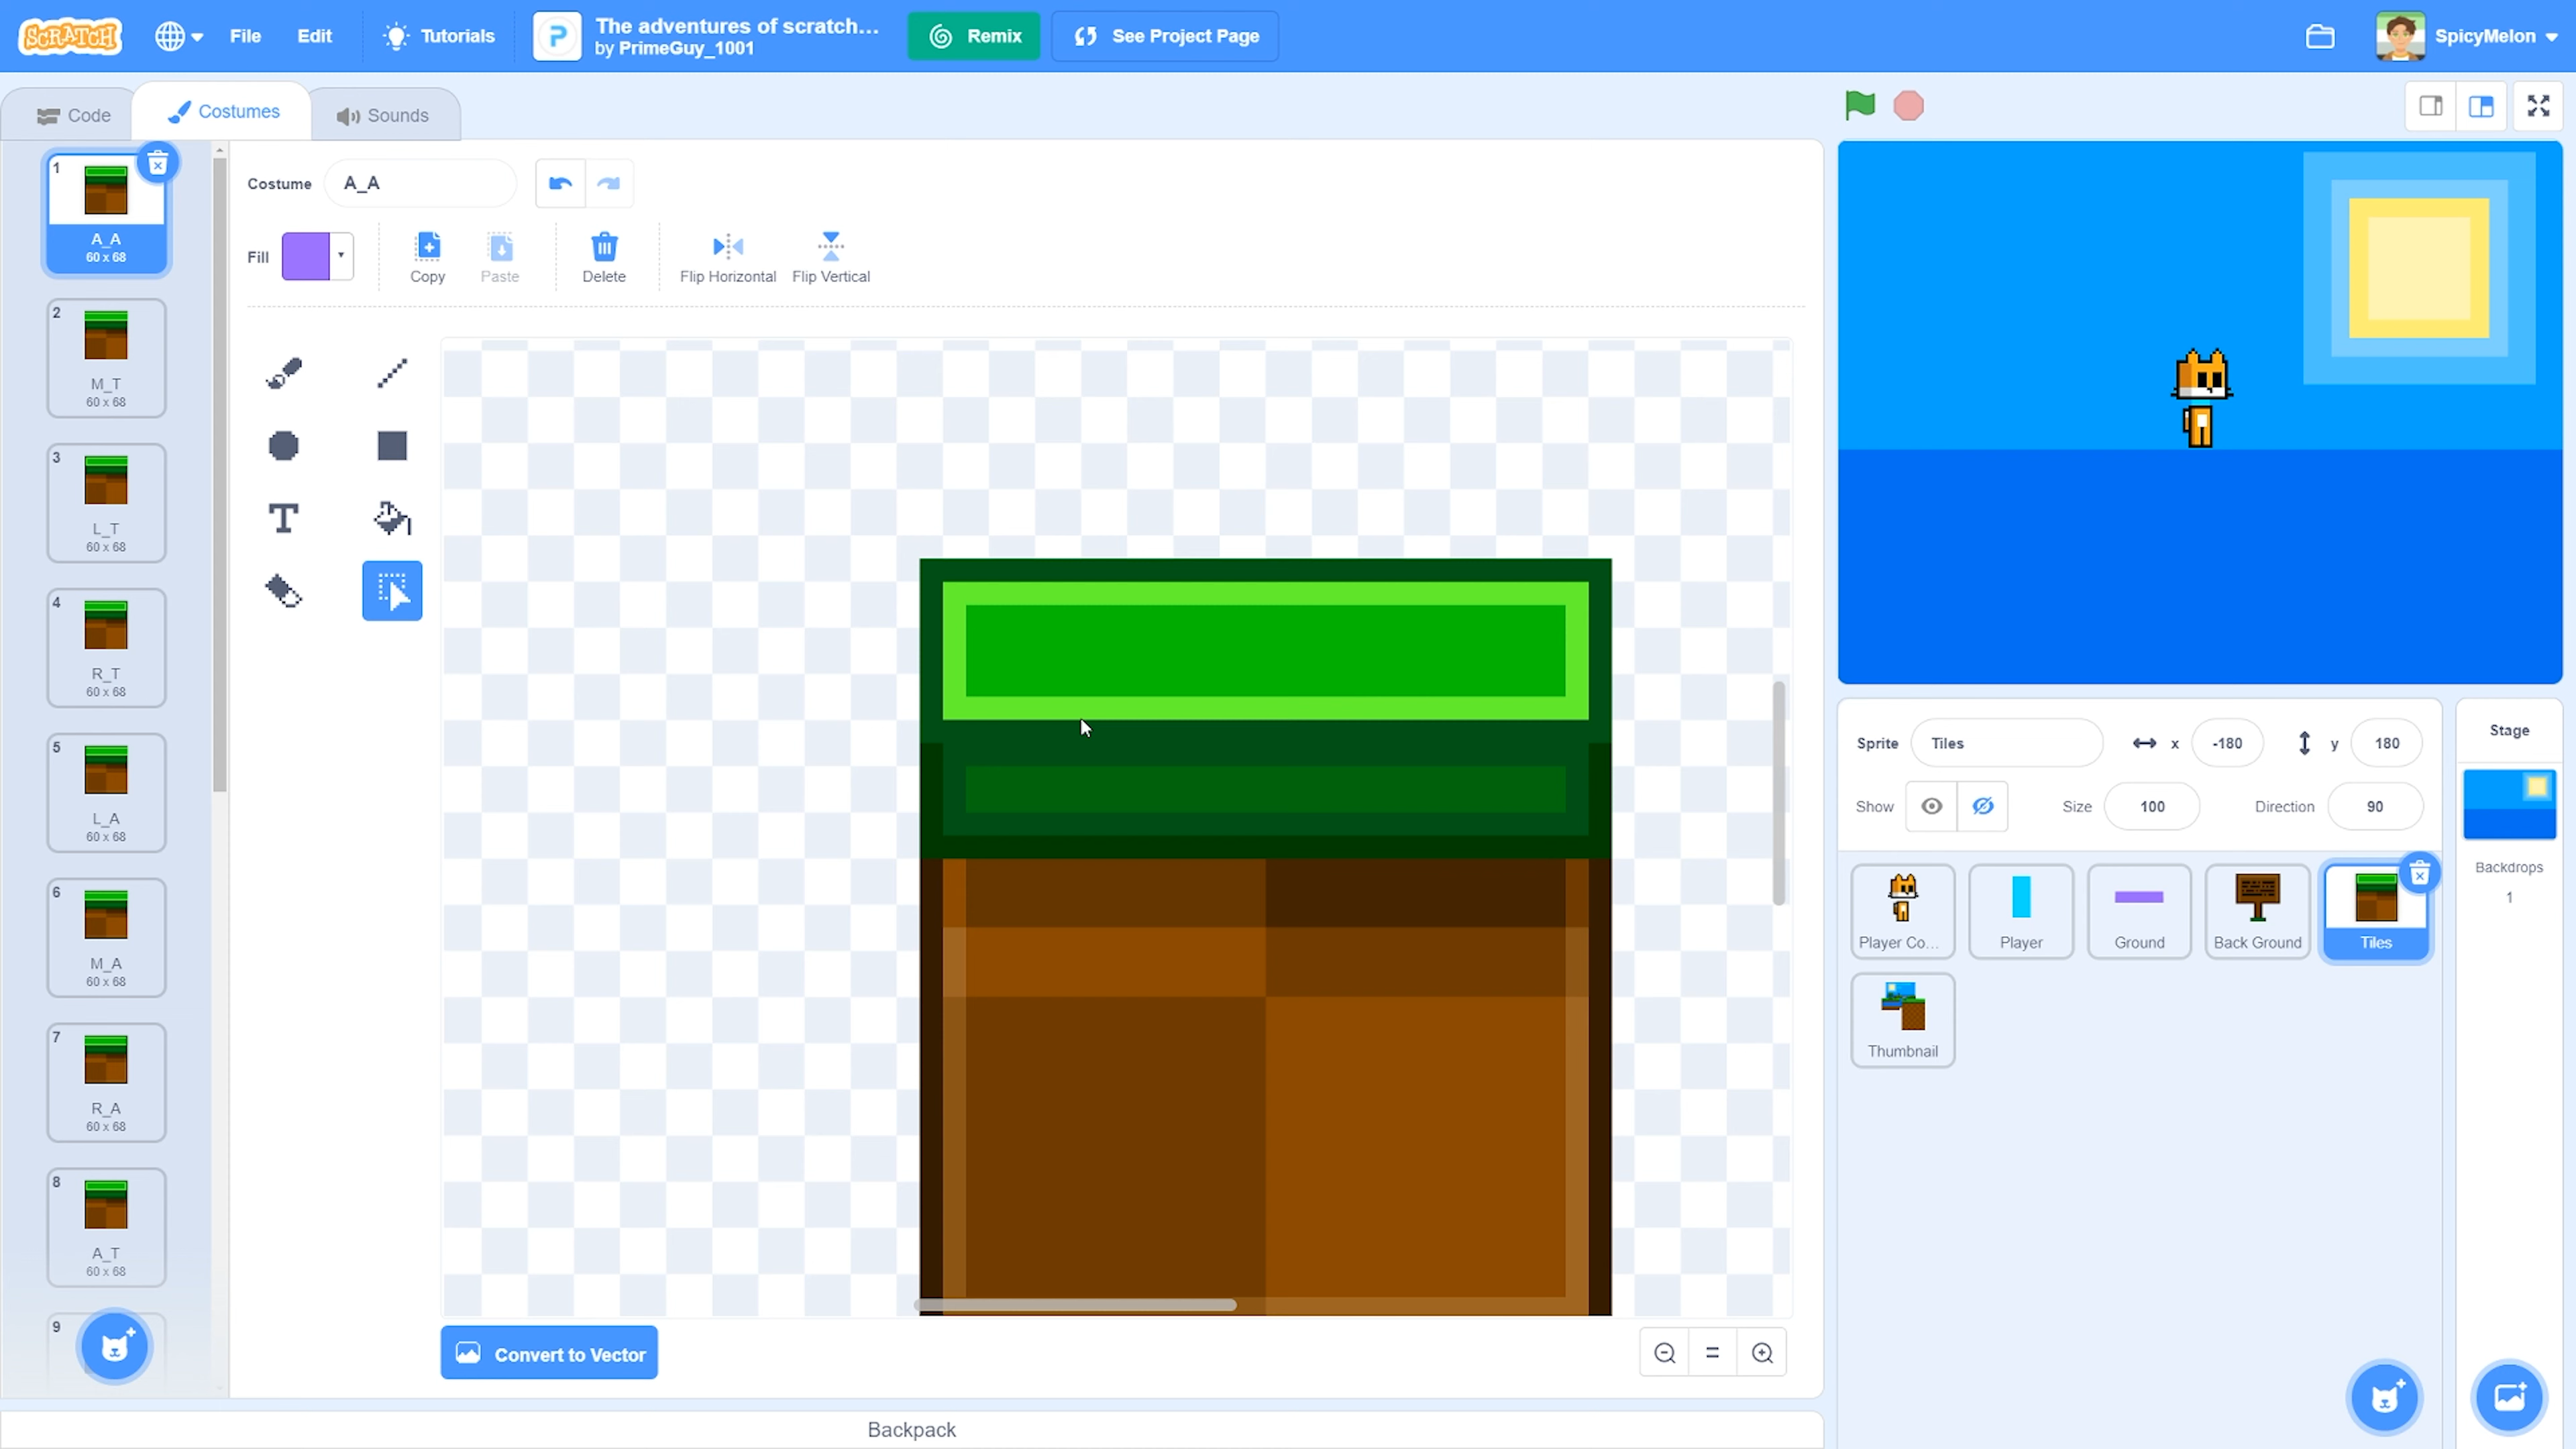 SCRATCH
File
Edit
Tutorials
The adventures of scratch...
by PrimeGuy_1001
Remix
See Project Page
SpicyMelon
Code
Costumes
Sounds
Costume
A_A
Fill
Copy
Paste
Delete
Flip Horizontal
Flip Vertical
1
A_A
60 x 68
2
M_T
60 x 68
3
L_T
60 x 68
4
R_T
60 x 68
5
L_A
60 x 68
6
M_A
60 x 68
7
R_A
60 x 68
8
A_T
60 x 68
9
Convert to Vector
Backpack
Sprite
Tiles
x
-180
y
180
Show
Size
100
Direction
90
Player Co...
Player
Ground
Back Ground
Tiles
Thumbnail
Stage
Backdrops
1